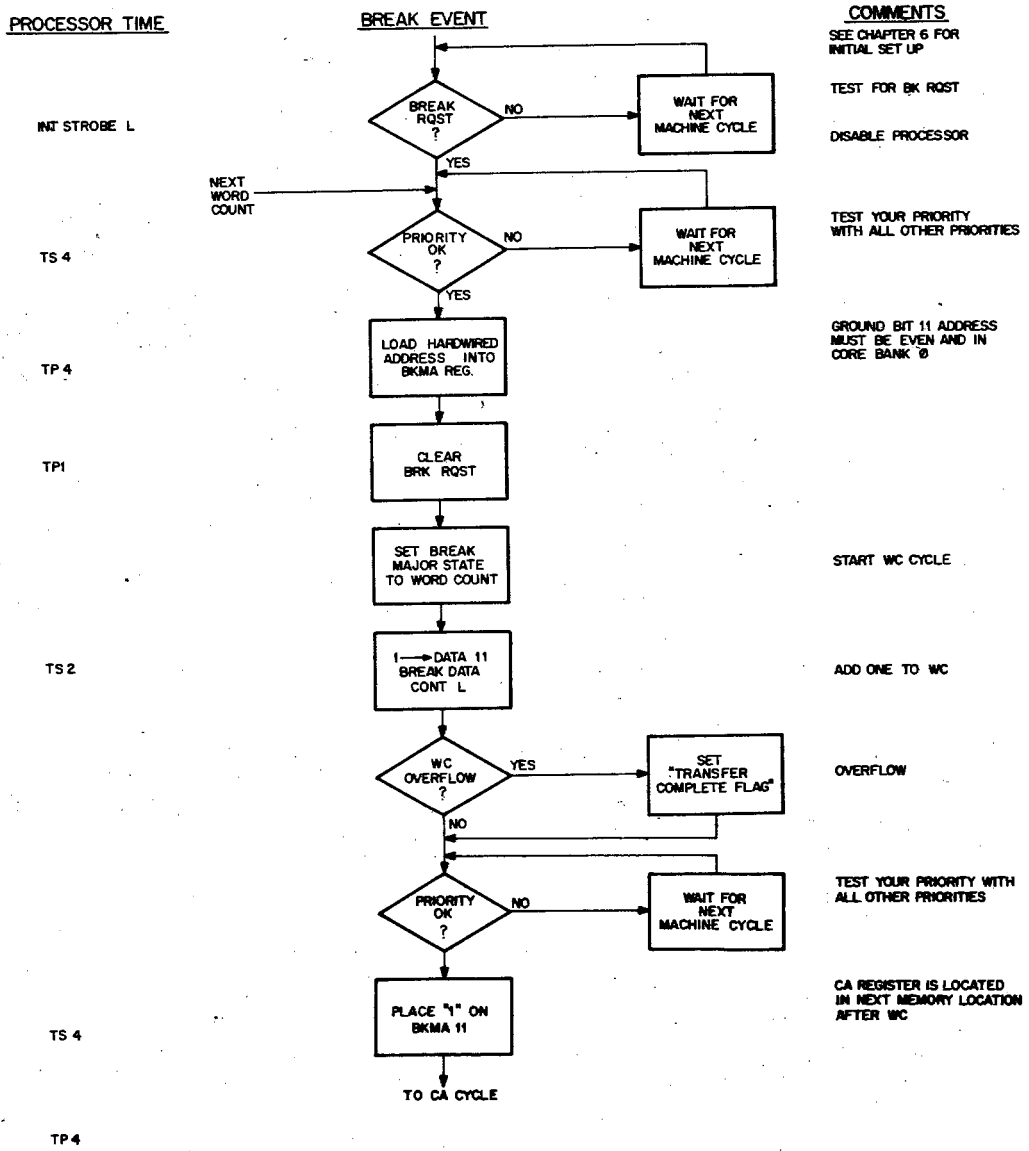 PROCESSOR TIME
BREAK EVENT
COMMENTS
SEE CHAPTER 6 FOR
INITIAL SET UP
BREAK
RQST
?
NO
WAIT FOR
NEXT
MACHINE CYCLE
TEST FOR BK RQST
INT STROBE L
DISABLE PROCESSOR
YES
NEXT
WORD
COUNT
PRIORITY
OK
?
NO
WAIT FOR
NEXT
MACHINE CYCLE
TEST YOUR PRIORITY
WITH ALL OTHER PRIORITIES
TS 4
YES
LOAD HARDWIRED
ADDRESS INTO
BKMA REG.
GROUND BIT 11 ADDRESS
MUST BE EVEN AND IN
CORE BANK Ø
TP 4
CLEAR
BRK RQST
TP1
SET BREAK
MAJOR STATE
TO WORD COUNT
START WC CYCLE
1→DATA 11
BREAK DATA
CONT L
TS 2
ADD ONE TO WC
WC
OVERFLOW
?
YES
SET
"TRANSFER
COMPLETE FLAG"
OVERFLOW
NO
PRIORITY
OK
?
NO
WAIT FOR
NEXT
MACHINE CYCLE
TEST YOUR PRIORITY WITH
ALL OTHER PRIORITIES
PLACE "1" ON
BKMA 11
CA REGISTER IS LOCATED
IN NEXT MEMORY LOCATION
AFTER WC
TS 4
TO CA CYCLE
TP 4